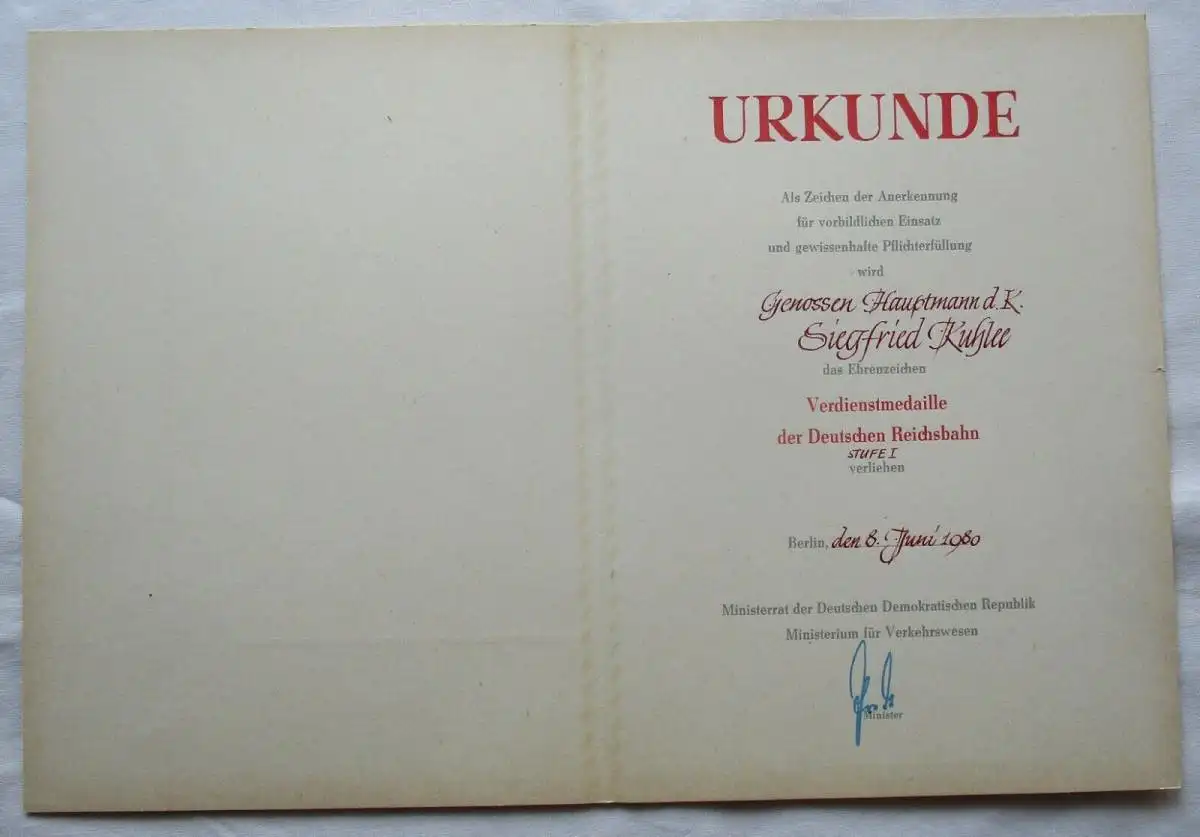 URKUNDE
Als Zeichen der Anerkennung
für vorbildlichen Einsatz
und gewissenhafte Pflichterfüllung
wird
Genossen Hauptmann d. K.
Siegfried Kuhlee
das Ehrenzeichen
Verdienstmedaille
der Deutschen Reichsbahn
STUFE I
verliehen
Berlin, den 8. Juni 1980
Ministerrat der Deutschen Demokratischen Republik
Ministerium für Verkehrswesen
Minister